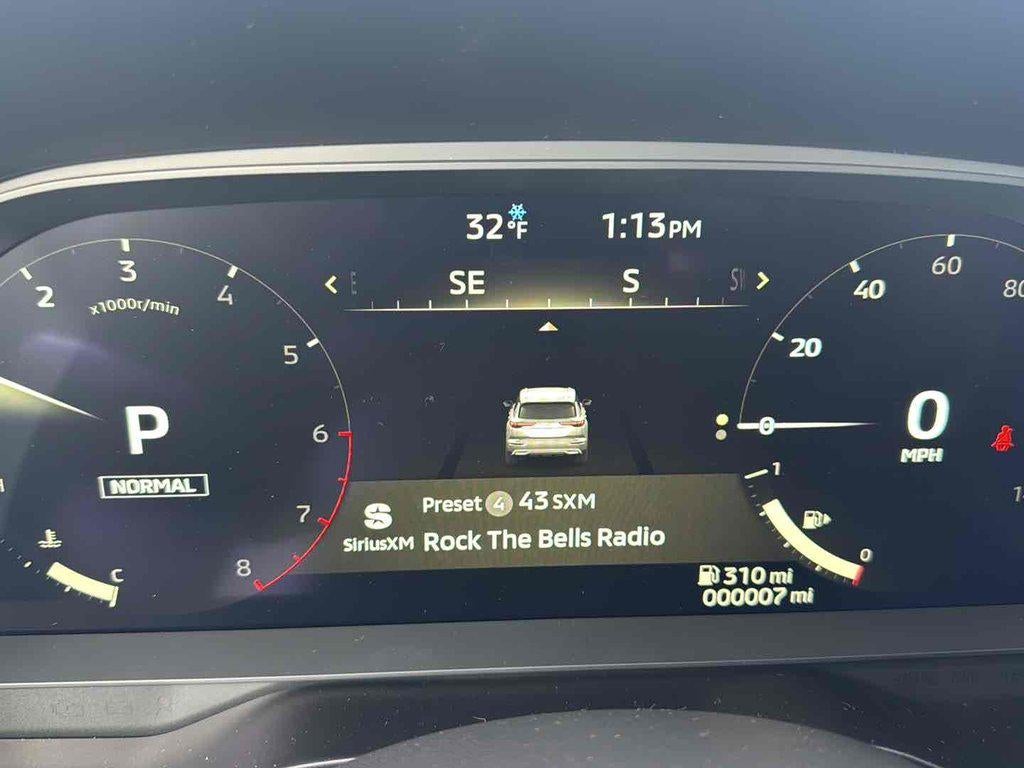 32°F 1:13PM
E SE S
2 3 4 5 6 7 8
x1000r/min
P
NORMAL
C
20 40 60 80
0
0
MPH
Preset 4 43 SXM
SiriusXM Rock The Bells Radio
1
0
310 mi
000007 mi